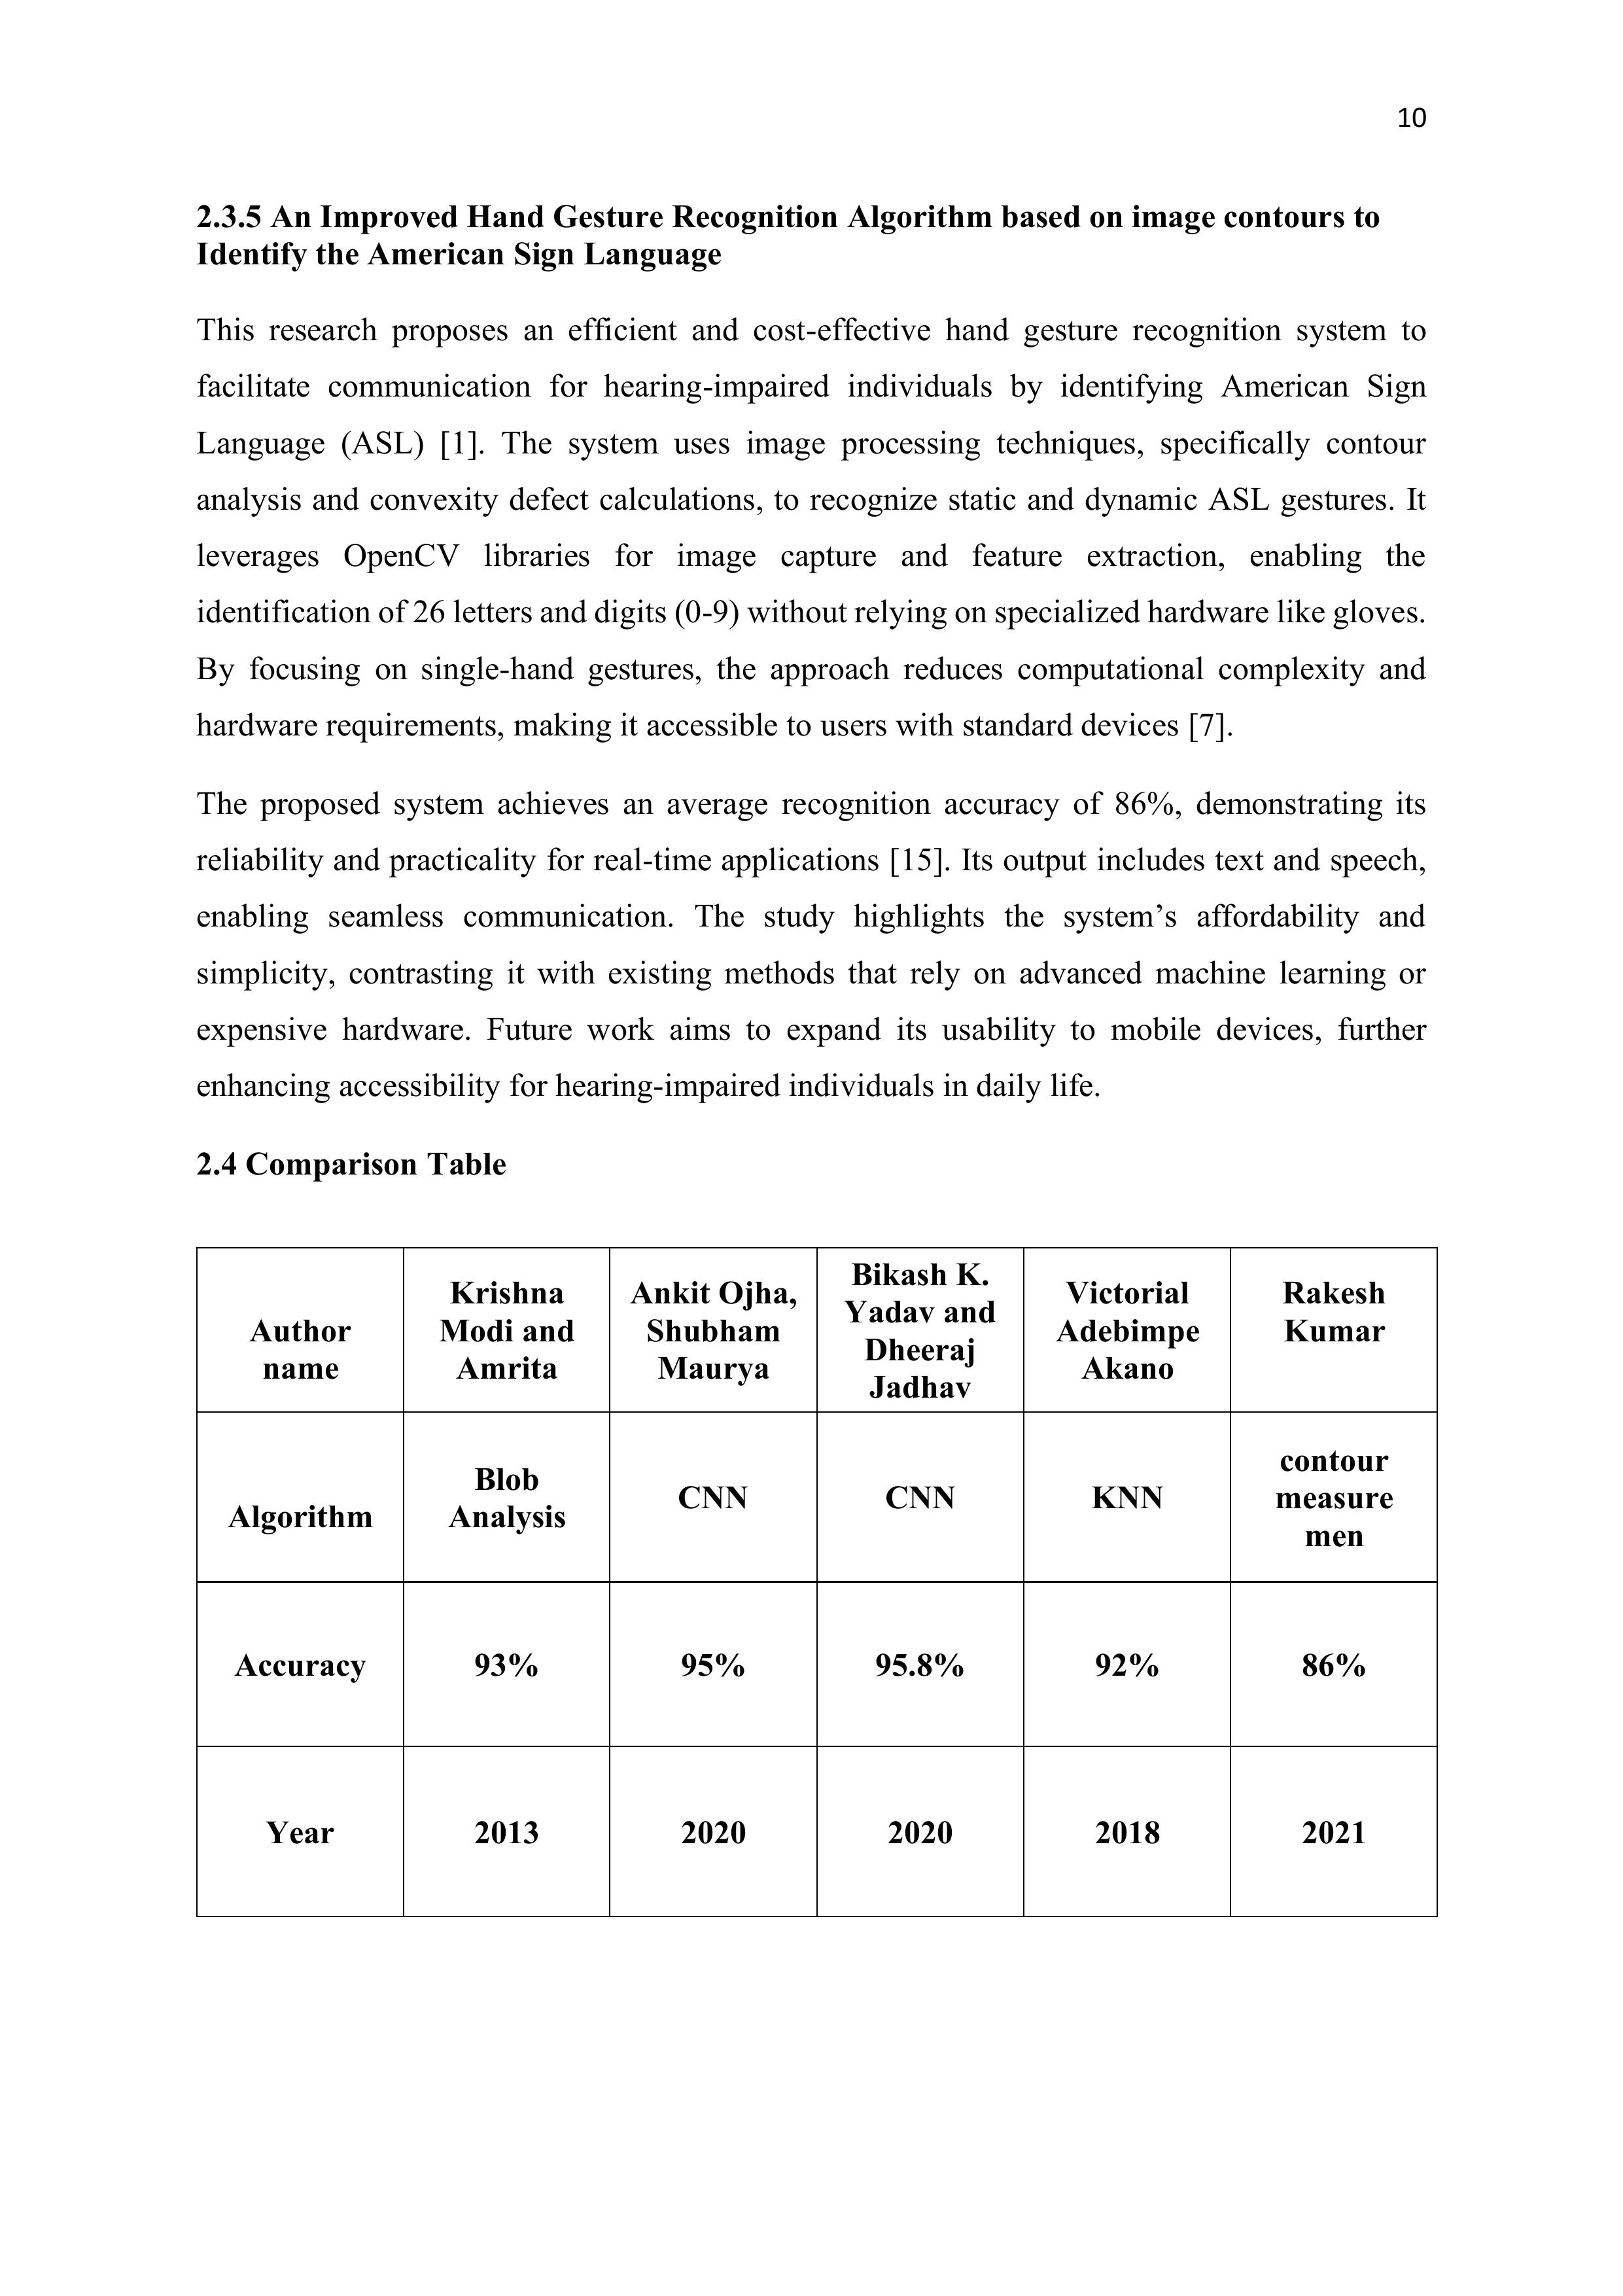 10
2.3.5 An Improved Hand Gesture Recognition Algorithm based on image contours to
Identify the American Sign Language
This research proposes an efficient and cost-effective hand gesture recognition system to
facilitate communication for hearing-impaired individuals by identifying American Sign
Language (ASL) [1]. The system uses image processing techniques, specifically contour
analysis and convexity defect calculations, to recognize static and dynamic ASL gestures. It
leverages OpenCV libraries for image capture and feature extraction, enabling the
identification of 26 letters and digits (0-9) without relying on specialized hardware like gloves.
By focusing on single-hand gestures, the approach reduces computational complexity and
hardware requirements, making it accessible to users with standard devices [7].
The proposed system achieves an average recognition accuracy of 86%, demonstrating its
reliability and practicality for real-time applications [15]. Its output includes text and speech,
enabling seamless communication. The study highlights the system’s affordability and
simplicity, contrasting it with existing methods that rely on advanced machine learning or
expensive hardware. Future work aims to expand its usability to mobile devices, further
enhancing accessibility for hearing-impaired individuals in daily life.
2.4 Comparison Table
Author
name
Krishna
Modi and
Amrita
Ankit Ojha,
Shubham
Maurya
Bikash K.
Yadav and
Dheeraj
Jadhav
Victorial
Adebimpe
Akano
Rakesh
Kumar
Algorithm
Blob
Analysis
CNN
CNN
KNN
contour
measure
men
Accuracy
93%
95%
95.8%
92%
86%
Year
2013
2020
2020
2018
2021